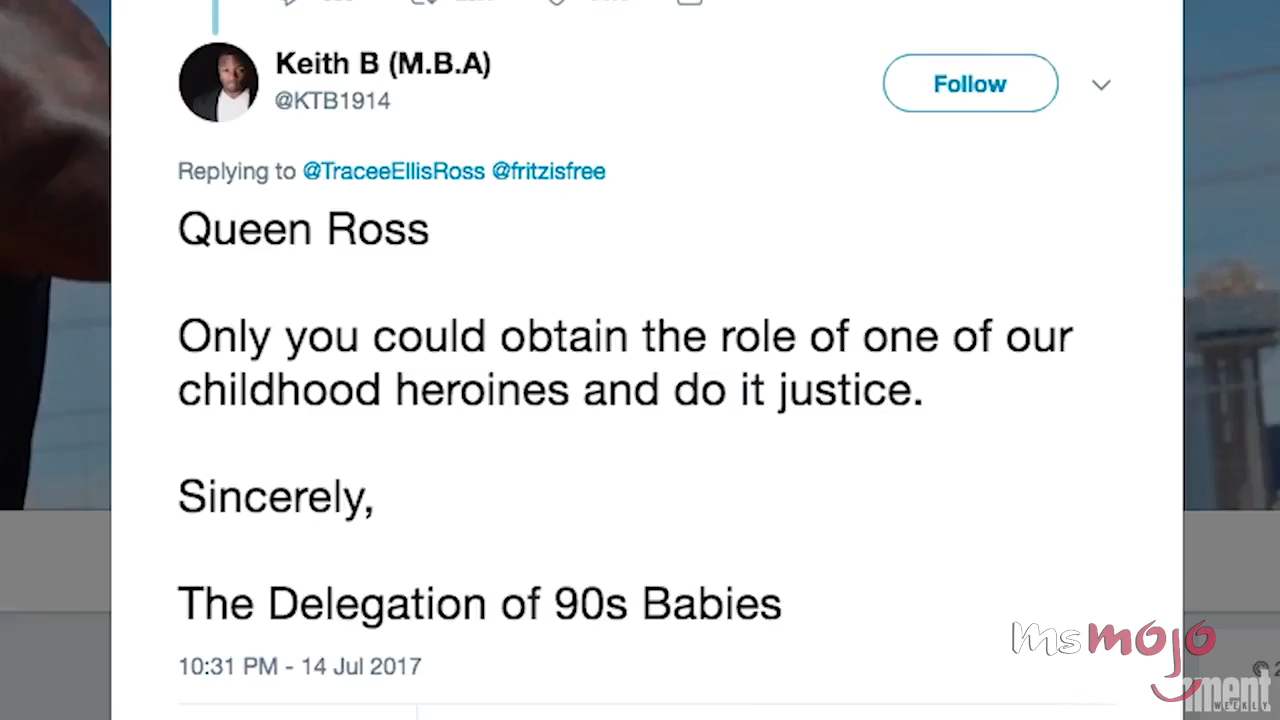 Keith B (M.B.A)
@KTB1914
Follow
Replying to @TraceeEllisRoss @fritzisfree
Queen Ross
Only you could obtain the role of one of our
childhood heroines and do it justice.
Sincerely,
The Delegation of 90s Babies
10:31 PM - 14 Jul 2017
msmojo
WEEKLY